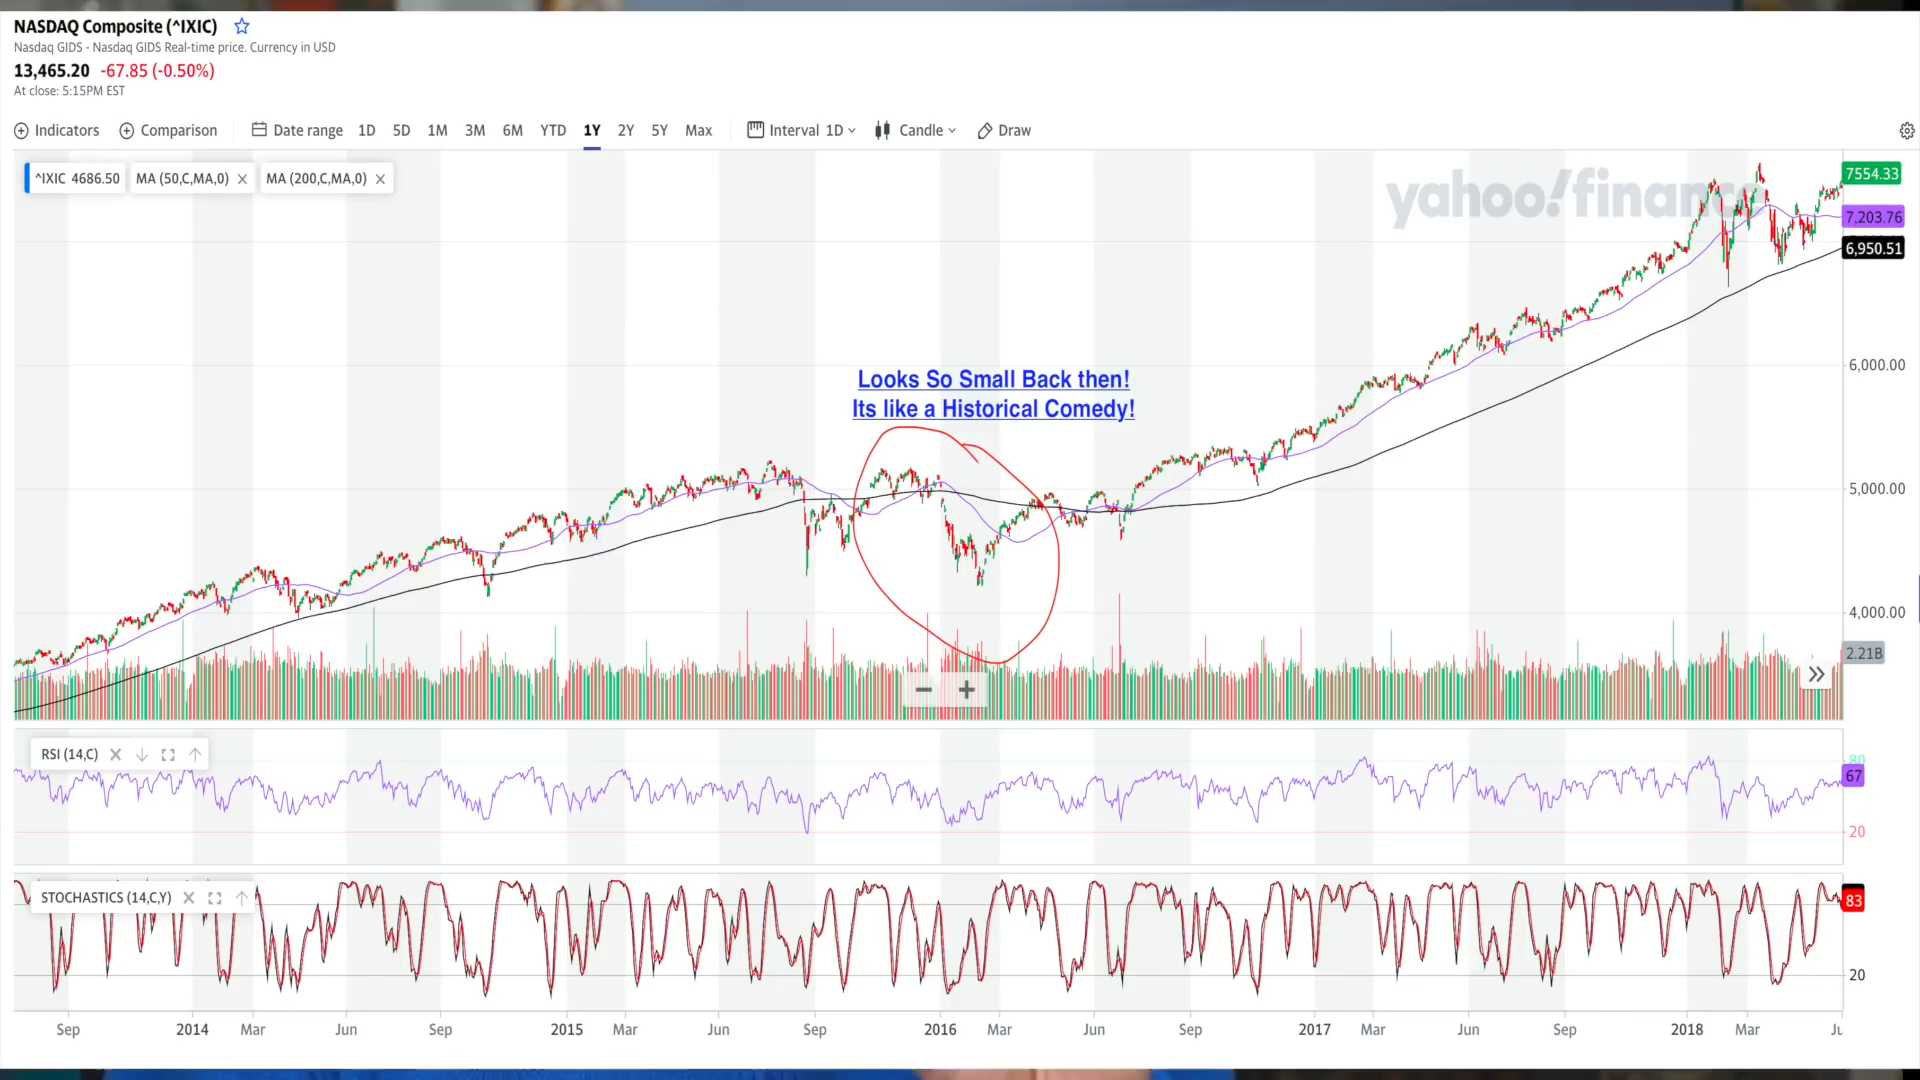 NASDAQ Composite (^IXIC)
Nasdaq GIDS - Nasdaq GIDS Real-time price. Currency in USD
13,465.20 -67.85 (-0.50%)
At close: 5:15PM EST
Indicators Comparison Date range 1D 5D 1M 3M 6M YTD 1Y 2Y 5Y Max Interval 1D Candle Draw
^IXIC 4686.50 MA (50,C,MA,0) MA (200,C,MA,0)
yahoo!finance
7554.33
7,203.76
6,950.51
6,000.00
Looks So Small Back then!
Its like a Historical Comedy!
5,000.00
4,000.00
2.21B
RSI (14,C)
80
67
20
STOCHASTICS (14,C,Y)
83
20
Sep 2014 Mar Jun Sep 2015 Mar Jun Sep 2016 Mar Jun Sep 2017 Mar Jun Sep 2018 Mar Ju